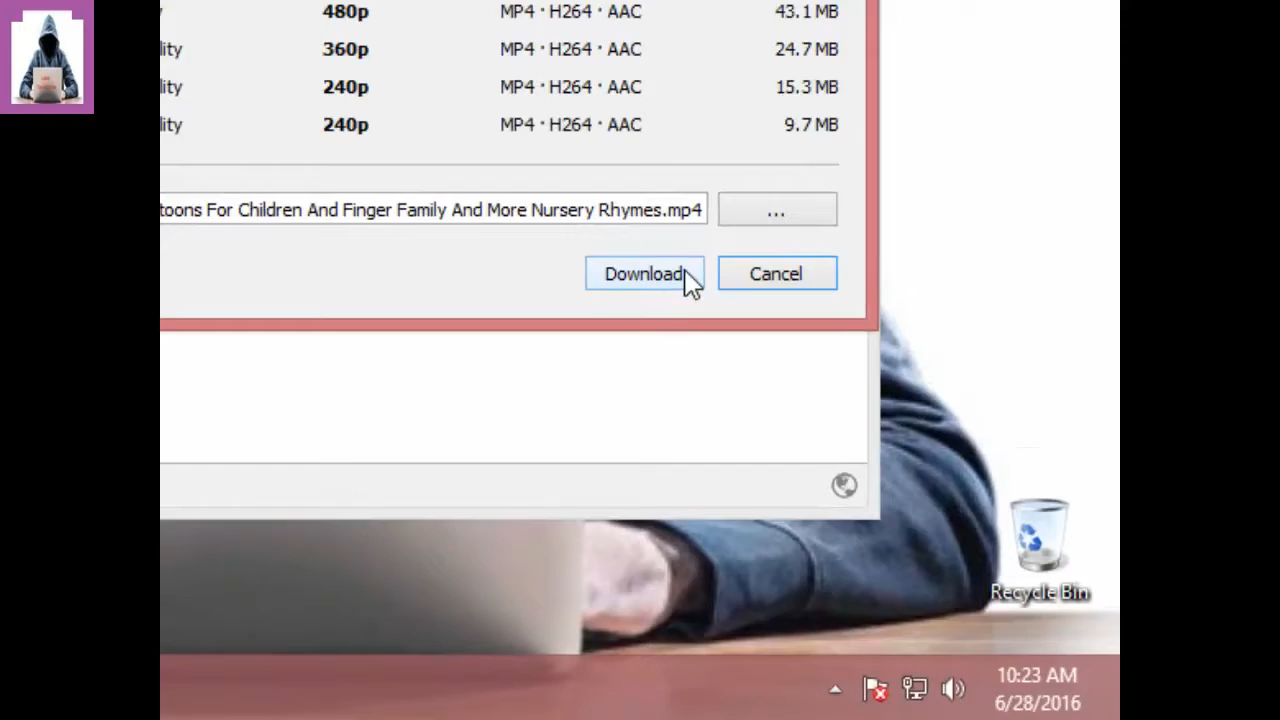 480p MP4 · H264 · AAC 43.1 MB
lity 360p MP4 · H264 · AAC 24.7 MB
lity 240p MP4 · H264 · AAC 15.3 MB
lity 240p MP4 · H264 · AAC 9.7 MB
toons For Children And Finger Family And More Nursery Rhymes.mp4 ...
Download Cancel
Recycle Bin
10:23 AM
6/28/2016